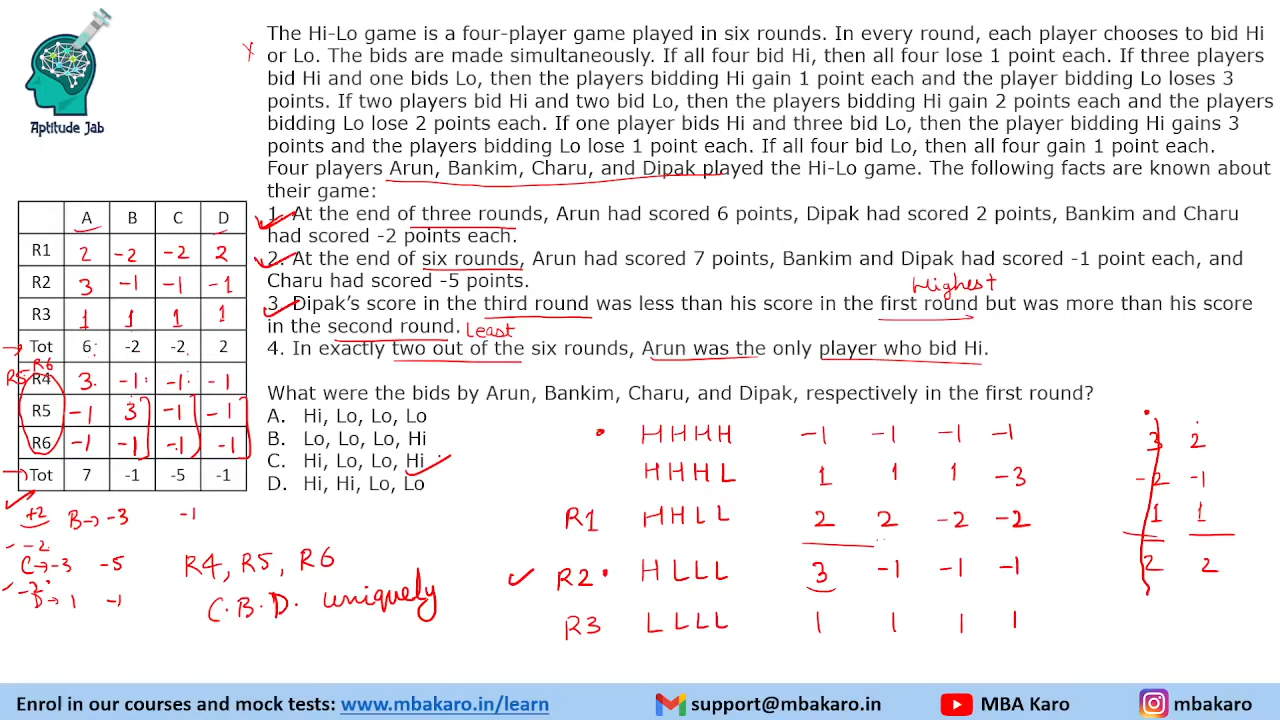 Aptitude Jab
The Hi-Lo game is a four-player game played in six rounds. In every round, each player chooses to bid Hi
or Lo. The bids are made simultaneously. If all four bid Hi, then all four lose 1 point each. If three players
bid Hi and one bids Lo, then the players bidding Hi gain 1 point each and the player bidding Lo loses 3
points. If two players bid Hi and two bid Lo, then the players bidding Hi gain 2 points each and the players
bidding Lo lose 2 points each. If one player bids Hi and three bid Lo, then the player bidding Hi gains 3
points and the players bidding Lo lose 1 point each. If all four bid Lo, then all four gain 1 point each.
Four players Arun, Bankim, Charu, and Dipak played the Hi-Lo game. The following facts are known about
their game:
1. At the end of three rounds, Arun had scored 6 points, Dipak had scored 2 points, Bankim and Charu
had scored -2 points each.
2. At the end of six rounds, Arun had scored 7 points, Bankim and Dipak had scored -1 point each, and
Charu had scored -5 points.
Highest
3. Dipak's score in the third round was less than his score in the first round but was more than his score
in the second round. Least
4. In exactly two out of the six rounds, Arun was the only player who bid Hi.
What were the bids by Arun, Bankim, Charu, and Dipak, respectively in the first round?
A. Hi, Lo, Lo, Lo
B. Lo, Lo, Lo, Hi
C. Hi, Lo, Lo, Hi
D. Hi, Hi, Lo, Lo
A B C D
R1 2 -2 -2 2
R2 3 -1 -1 -1
R3 1 1 1 1
Tot 6 -2 -2 2
R5 R6
R4 3 -1 -1 -1
R5 -1 3 -1 -1
R6 -1 -1 -1 -1
Tot 7 -1 -5 -1
+2 B→ -3 -1
-2
C→ -3 -5
-2
D→ 1 -1
R4, R5, R6
C.B.D. uniquely
H H H H -1 -1 -1 -1
H H H L 1 1 1 -3
R1 H H L L 2 2 -2 -2
R2 H L L L 3 -1 -1 -1
R3 L L L L 1 1 1 1
3 2
-2 -1
1 1
2 2
Enrol in our courses and mock tests: www.mbakaro.in/learn
support@mbakaro.in
MBA Karo
mbakaro